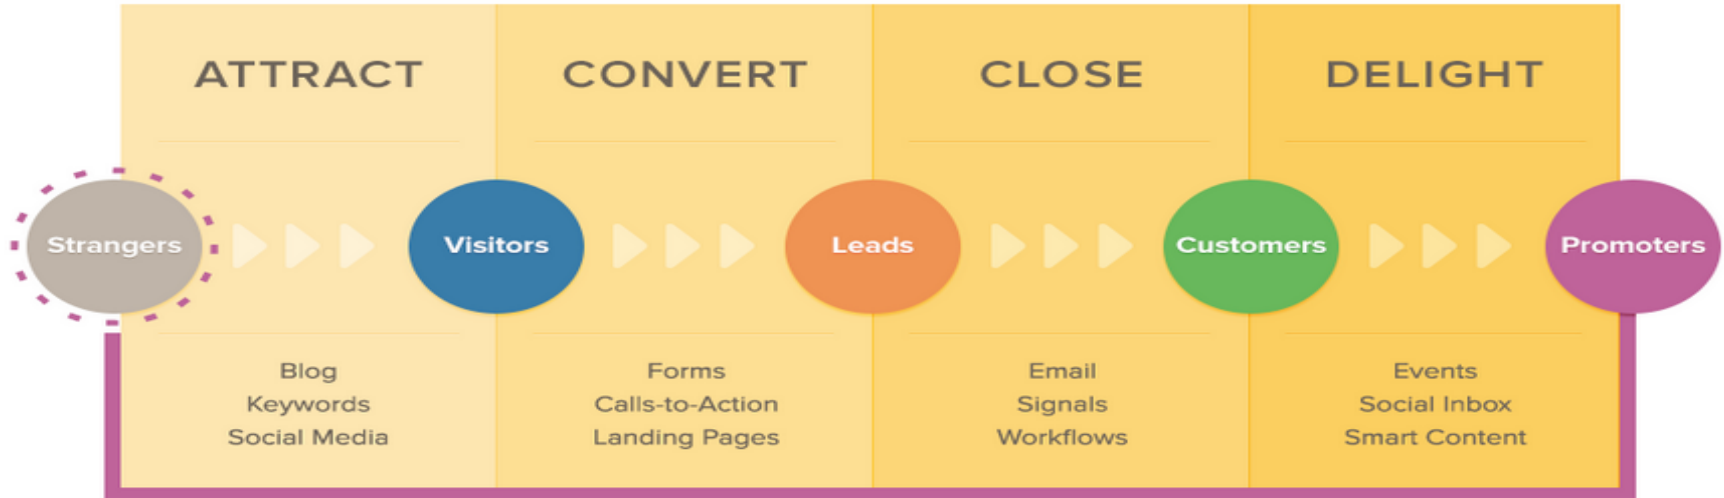 ATTRACT CONVERT CLOSE DELIGHT
Strangers Visitors Leads Customers Promoters
Blog Forms Email Events
Keywords Calls-to-Action Signals Social Inbox
Social Media Landing Pages Workflows Smart Content